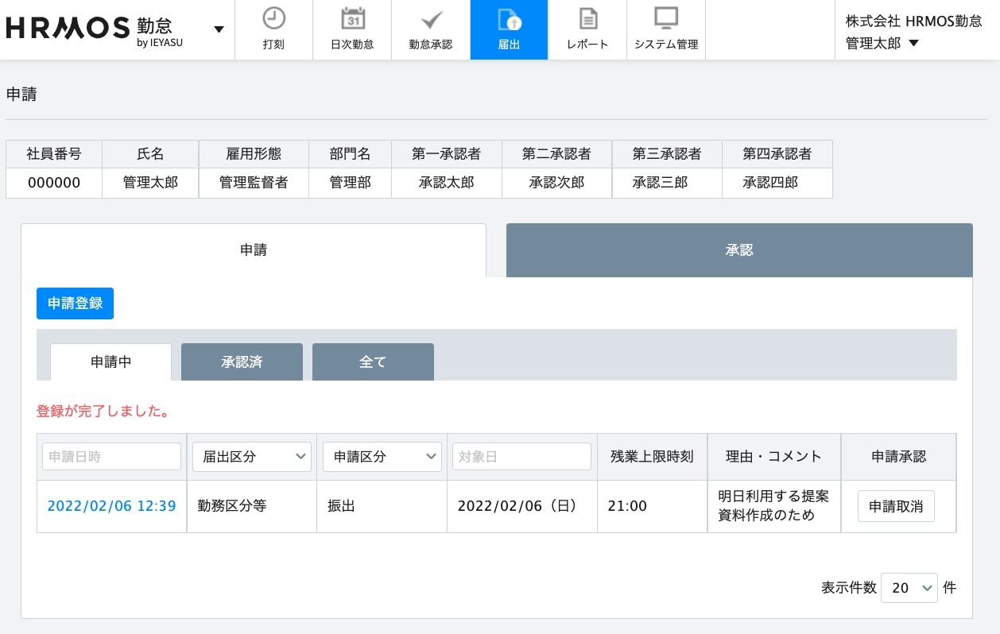 HRMOS 勤怠
by IEYASU
打刻
31
日次勤怠
勤怠承認
届出
レポート
システム管理
株式会社 HRMOS勤怠
管理太郎 ▼
申請
社員番号 氏名 雇用形態 部門名 第一承認者 第二承認者 第三承認者 第四承認者
000000 管理太郎 管理監督者 管理部 承認太郎 承認次郎 承認三郎 承認四郎
申請 承認
申請登録
申請中 承認済 全て
登録が完了しました。
申請日時 届出区分 申請区分 対象日 残業上限時刻 理由・コメント 申請承認
2022/02/06 12:39 勤務区分等 振出 2022/02/06（日） 21:00 明日利用する提案
資料作成のため
申請取消
表示件数 20 件